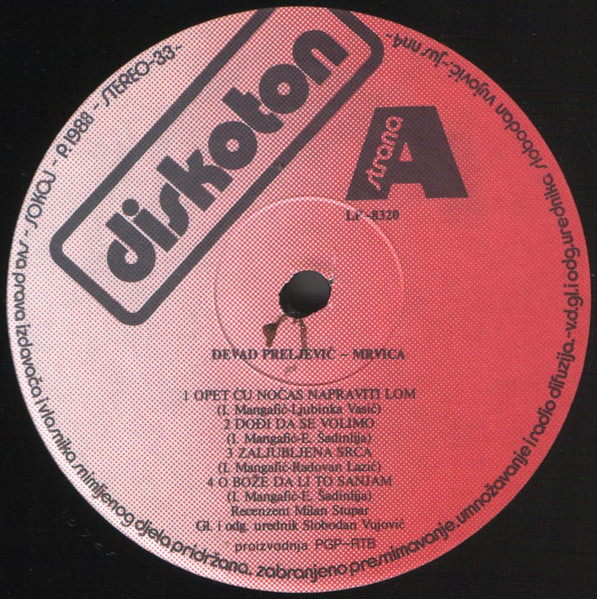 diskoton
strana
A
LP-8320
DEVAD PRELJEVIĆ – MRVICA
1 OPET ĆU NOĆAS NAPRAVITI LOM
(I. Mangafić-Ljubinka Vasić)
2 DOĐI DA SE VOLIMO
(I. Mangafić-E. Šadinlija)
3 ZALJUBLJENA SRCA
(I. Mangafić-Radovan Lazić)
4 O BOŽE DA LI TO SANJAM
(I. Mangafić-E. Šadinlija)
Recenzent Milan Stupar
Gl. i odg. urednik Slobodan Vujović
proizvodnja PGP-RTB
STEREO-33- p.1988 - SOKOJ - sva prava izdavača i vlasnika snimljenog djela pridržana. zabranjeno presnimavanje. umnožavanje i radio difuzija.-v.d.gl.i odg.urednika slobodan vujović-jus nn4-